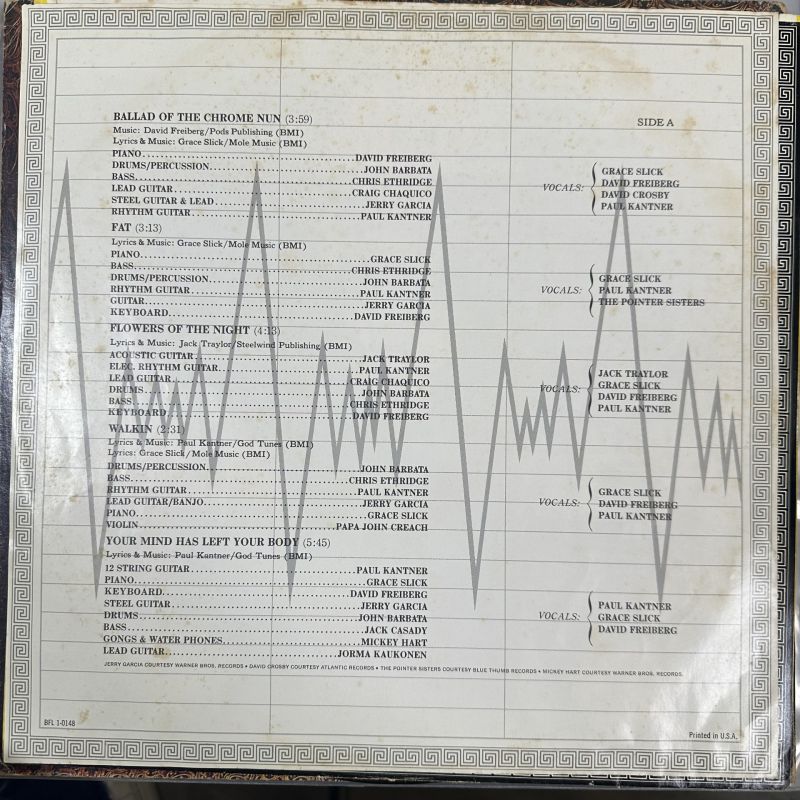 BALLAD OF THE CHROME NUN (3:59)
SIDE A
Music: David Freiberg/Pods Publishing (BMI)
Lyrics & Music: Grace Slick/Mole Music (BMI)
PIANO....DAVID FREIBERG
DRUMS/PERCUSSION....JOHN BARBATA
BASS....CHRIS ETHRIDGE
LEAD GUITAR....CRAIG CHAQUICO
STEEL GUITAR & LEAD....JERRY GARCIA
RHYTHM GUITAR....PAUL KANTNER
VOCALS:
GRACE SLICK
DAVID FREIBERG
DAVID CROSBY
PAUL KANTNER
FAT (3:13)
Lyrics & Music: Grace Slick/Mole Music (BMI)
PIANO....GRACE SLICK
BASS....CHRIS ETHRIDGE
DRUMS/PERCUSSION....JOHN BARBATA
RHYTHM GUITAR....PAUL KANTNER
GUITAR....JERRY GARCIA
KEYBOARD....DAVID FREIBERG
VOCALS:
GRACE SLICK
PAUL KANTNER
THE POINTER SISTERS
FLOWERS OF THE NIGHT (4:13)
Lyrics & Music: Jack Traylor/Steelwind Publishing (BMI)
ACOUSTIC GUITAR....JACK TRAYLOR
ELEC. RHYTHM GUITAR....PAUL KANTNER
LEAD GUITAR....CRAIG CHAQUICO
DRUMS....JOHN BARBATA
BASS....CHRIS ETHRIDGE
KEYBOARD....DAVID FREIBERG
VOCALS:
JACK TRAYLOR
GRACE SLICK
DAVID FREIBERG
PAUL KANTNER
WALKIN (2:31)
Lyrics & Music: Paul Kantner/God Tunes (BMI)
Lyrics: Grace Slick/Mole Music (BMI)
DRUMS/PERCUSSION....JOHN BARBATA
BASS....CHRIS ETHRIDGE
RHYTHM GUITAR....PAUL KANTNER
LEAD GUITAR/BANJO....JERRY GARCIA
PIANO....GRACE SLICK
VIOLIN....PAPA JOHN CREACH
VOCALS:
GRACE SLICK
DAVID FREIBERG
PAUL KANTNER
YOUR MIND HAS LEFT YOUR BODY (5:45)
Lyrics & Music: Paul Kantner/God Tunes (BMI)
12 STRING GUITAR....PAUL KANTNER
PIANO....GRACE SLICK
KEYBOARD....DAVID FREIBERG
STEEL GUITAR....JERRY GARCIA
DRUMS....JOHN BARBATA
BASS....JACK CASADY
GONGS & WATER PHONES....MICKEY HART
LEAD GUITAR....JORMA KAUKONEN
VOCALS:
PAUL KANTNER
GRACE SLICK
DAVID FREIBERG
JERRY GARCIA COURTESY WARNER BROS. RECORDS • DAVID CROSBY COURTESY ATLANTIC RECORDS • THE POINTER SISTERS COURTESY BLUE THUMB RECORDS • MICKEY HART COURTESY WARNER BROS. RECORDS.
BFL 1-0148
Printed in U.S.A.